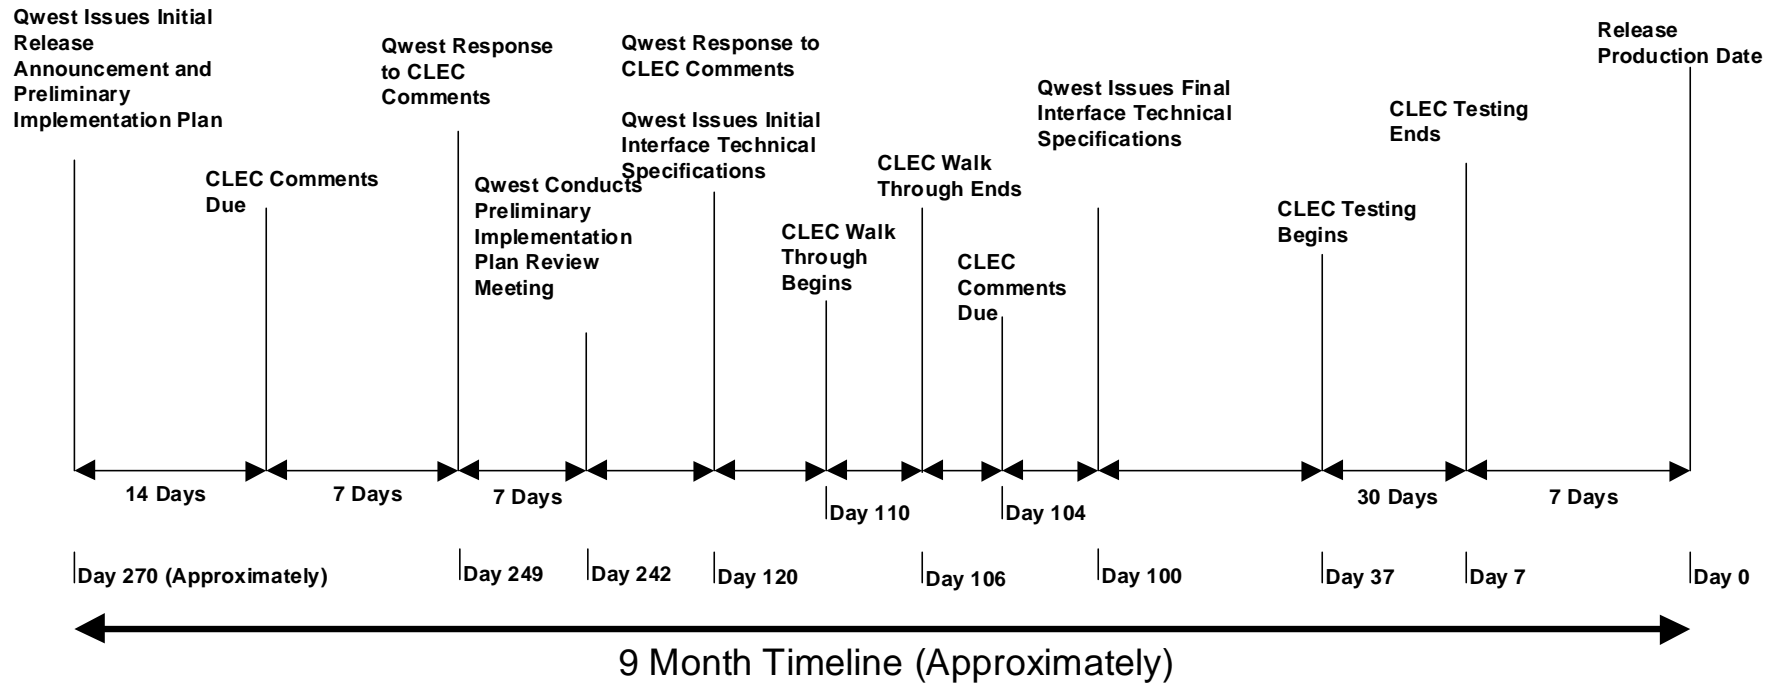 Qwest Issues Initial
Release
Announcement and
Preliminary
Implementation Plan
CLEC Comments
Due
Qwest Response
to CLEC
Comments
Qwest Conducts
Preliminary
Implementation
Plan Review
Meeting
Qwest Response to
CLEC Comments
Qwest Issues Initial
Interface Technical
Specifications
CLEC Walk
Through
Begins
CLEC Walk
Through Ends
CLEC
Comments
Due
Qwest Issues Final
Interface Technical
Specifications
CLEC Testing
Begins
CLEC Testing
Ends
Release
Production Date
14 Days
7 Days
7 Days
30 Days
7 Days
Day 110
Day 104
Day 270 (Approximately)
Day 249
Day 242
Day 120
Day 106
Day 100
Day 37
Day 7
Day 0
9 Month Timeline (Approximately)